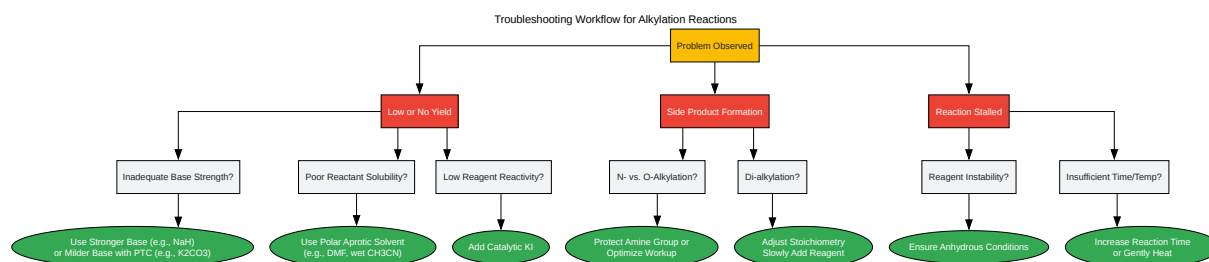 Troubleshooting Workflow for Alkylation Reactions
Problem Observed
Low or No Yield
Side Product Formation
Reaction Stalled
Inadequate Base Strength?
Poor Reactant Solubility?
Low Reagent Reactivity?
N- vs. O-Alkylation?
Di-alkylation?
Reagent Instability?
Insufficient Time/Temp?
Use Stronger Base (e.g., NaH)
or Milder Base with PTC (e.g., K2CO3)
Use Polar Aprotic Solvent
(e.g., DMF, wet CH3CN)
Add Catalytic KI
Protect Amine Group or
Optimize Workup
Adjust Stoichiometry
Slowly Add Reagent
Ensure Anhydrous Conditions
Increase Reaction Time
or Gently Heat